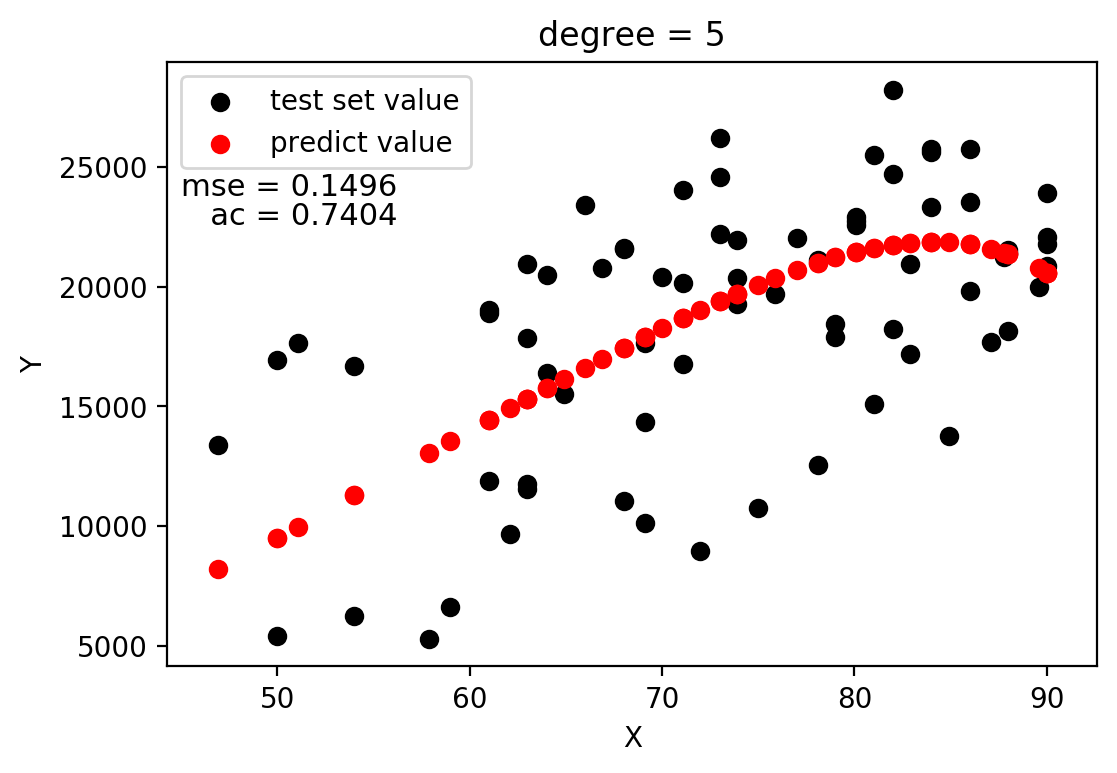 degree = 5
test set value
predict value
mse = 0.1496
ac = 0.7404
25000
20000
15000
10000
5000
Y
50 60 70 80 90
X